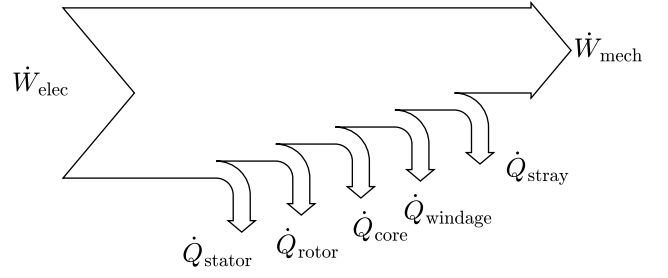 Ẇ_elec
Ẇ_mech
Q̇_stray
Q̇_windage
Q̇_core
Q̇_rotor
Q̇_stator